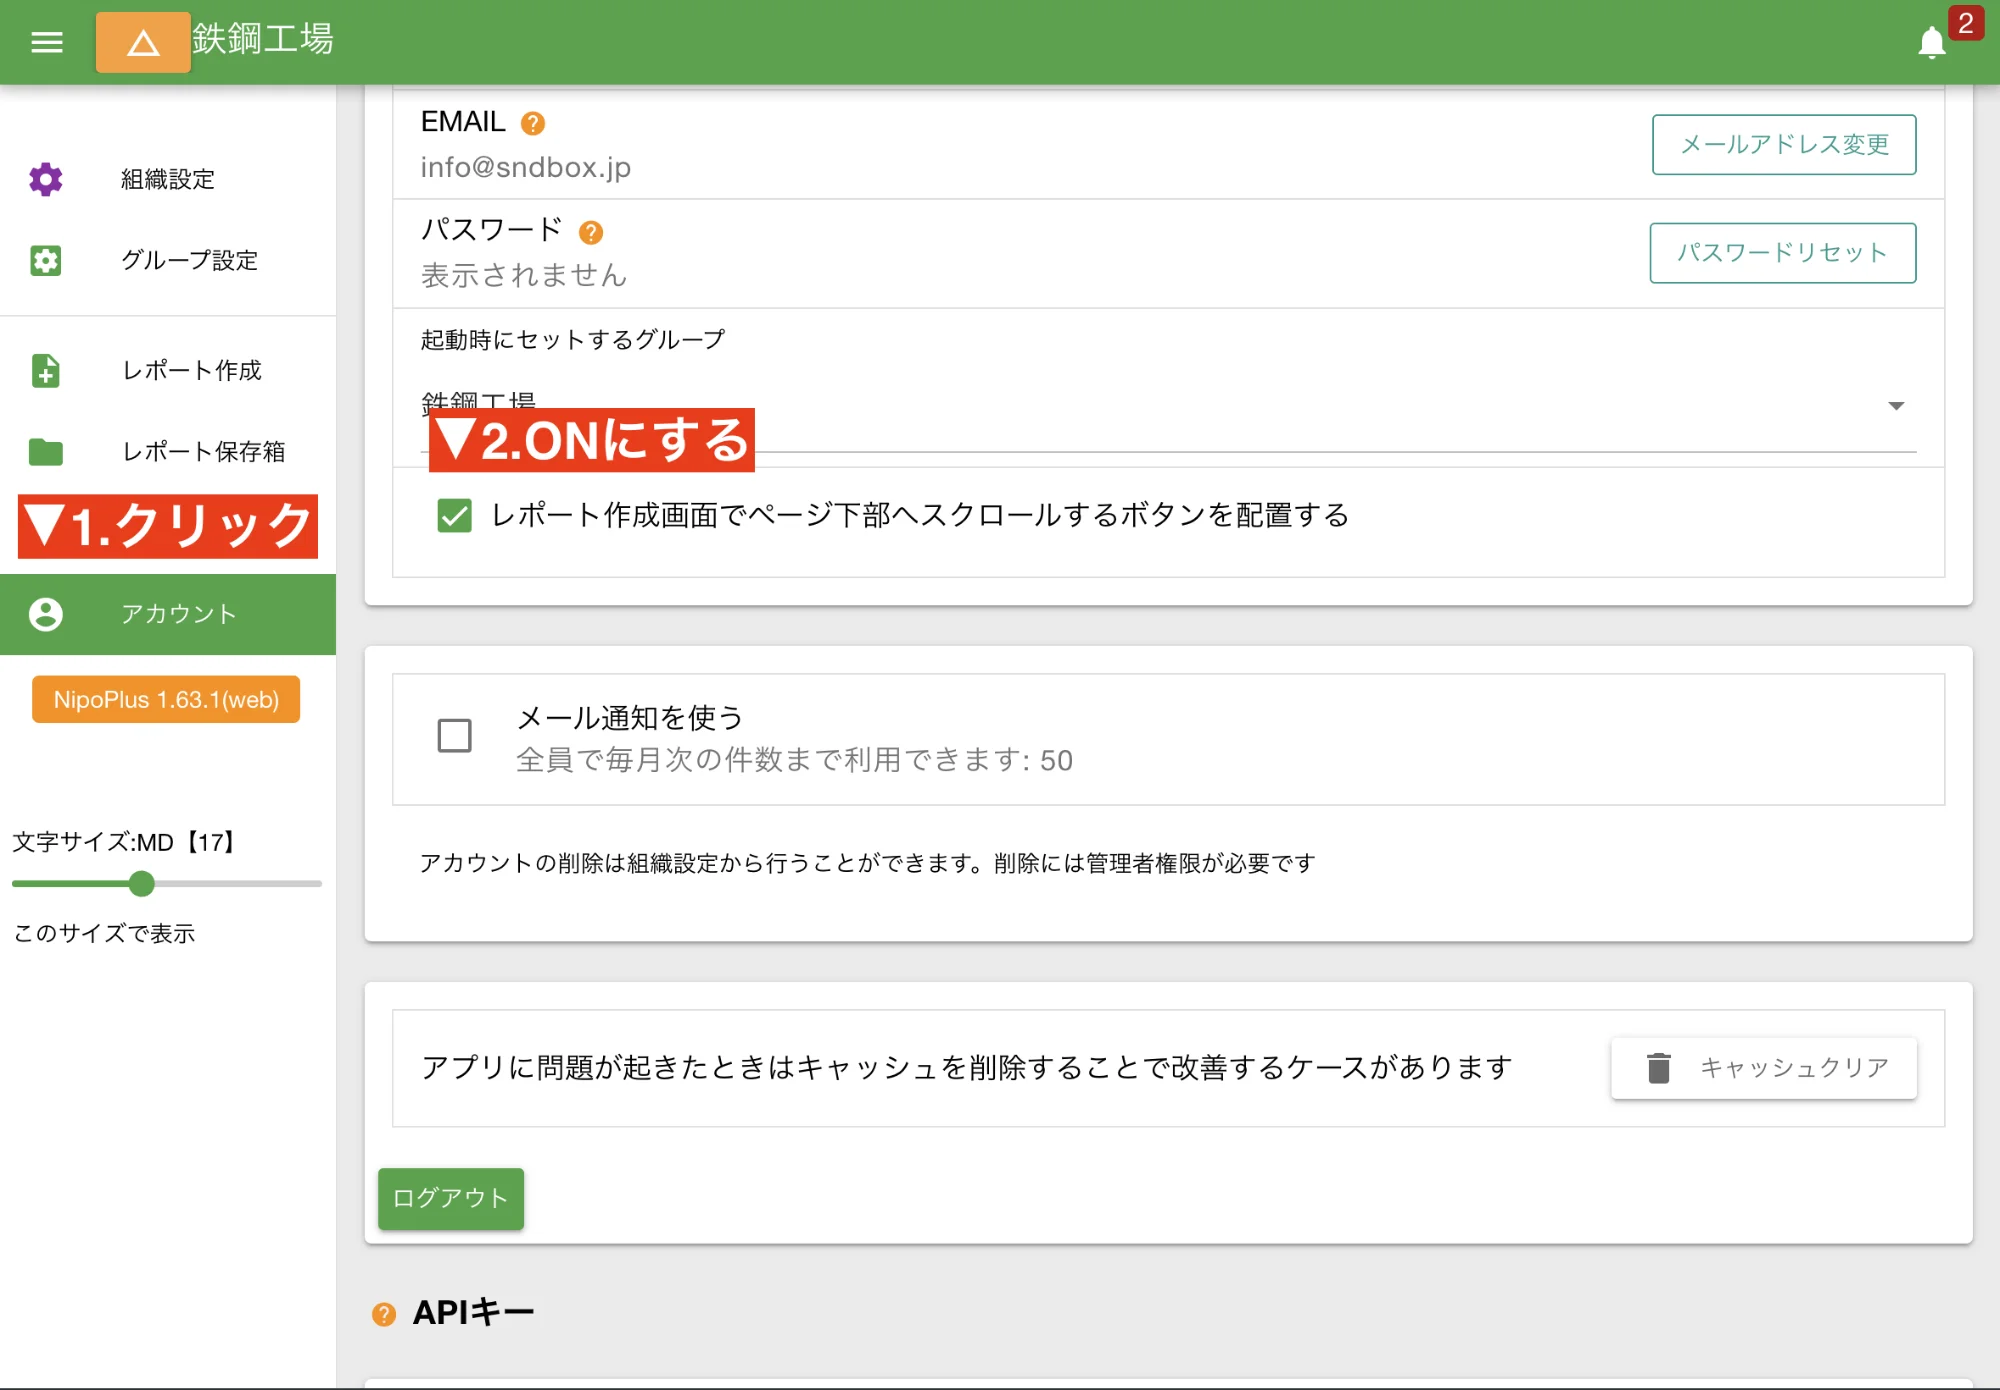 鉄鋼工場
2
組織設定
グループ設定
レポート作成
レポート保存箱
▼1.クリック
アカウント
NipoPlus 1.63.1(web)
文字サイズ:MD【17】
このサイズで表示
EMAIL ?
info@sndbox.jp
メールアドレス変更
パスワード ?
表示されません
パスワードリセット
起動時にセットするグループ
鉄鋼工場
▼2.ONにする
レポート作成画面でページ下部へスクロールするボタンを配置する
メール通知を使う
全員で毎月次の件数まで利用できます: 50
アカウントの削除は組織設定から行うことができます。削除には管理者権限が必要です
アプリに問題が起きたときはキャッシュを削除することで改善するケースがあります
キャッシュクリア
ログアウト
? APIキー